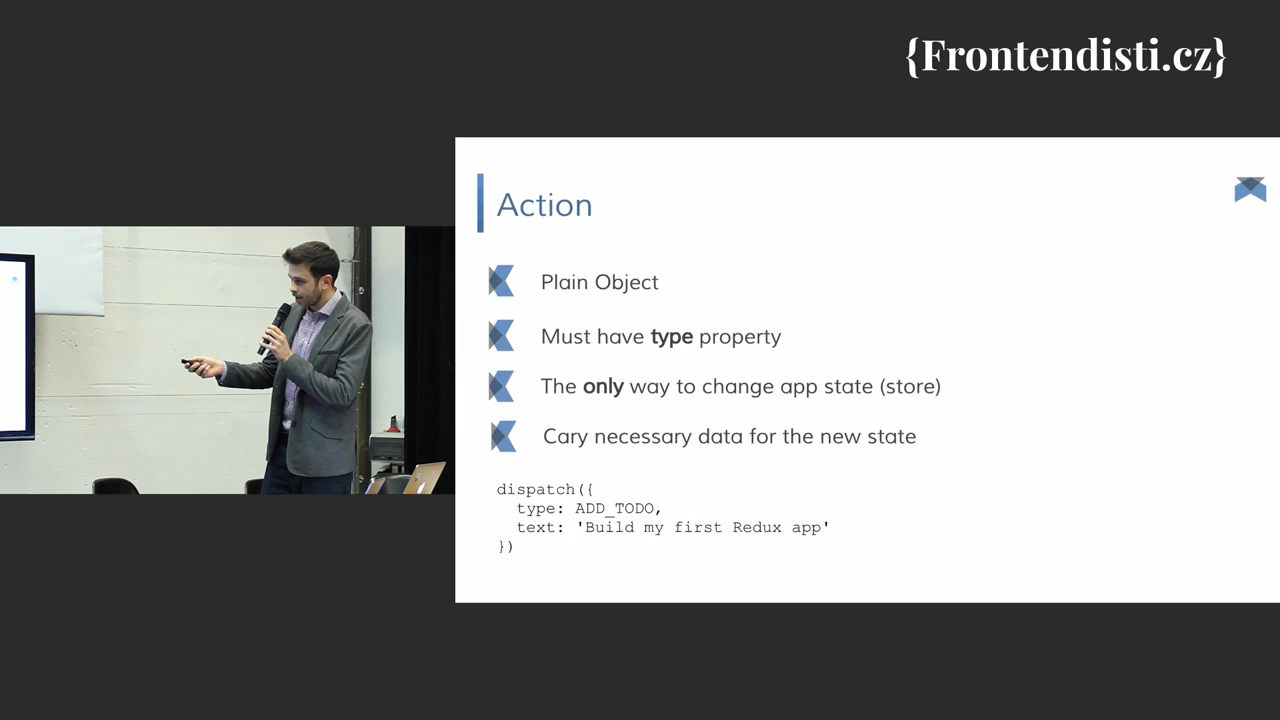 {Frontendisti.cz}
Action
Plain Object
Must have type property
The only way to change app state (store)
Cary necessary data for the new state
dispatch({
  type: ADD_TODO,
  text: 'Build my first Redux app'
})